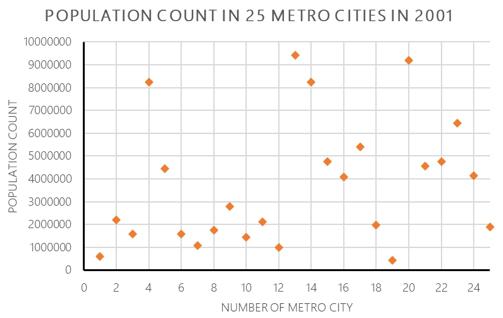 POPULATION COUNT IN 25 METRO CITIES IN 2001
10000000
9000000
8000000
7000000
6000000
5000000
4000000
3000000
2000000
1000000
0
POPULATION COUNT
0 2 4 6 8 10 12 14 16 18 20 22 24
NUMBER OF METRO CITY